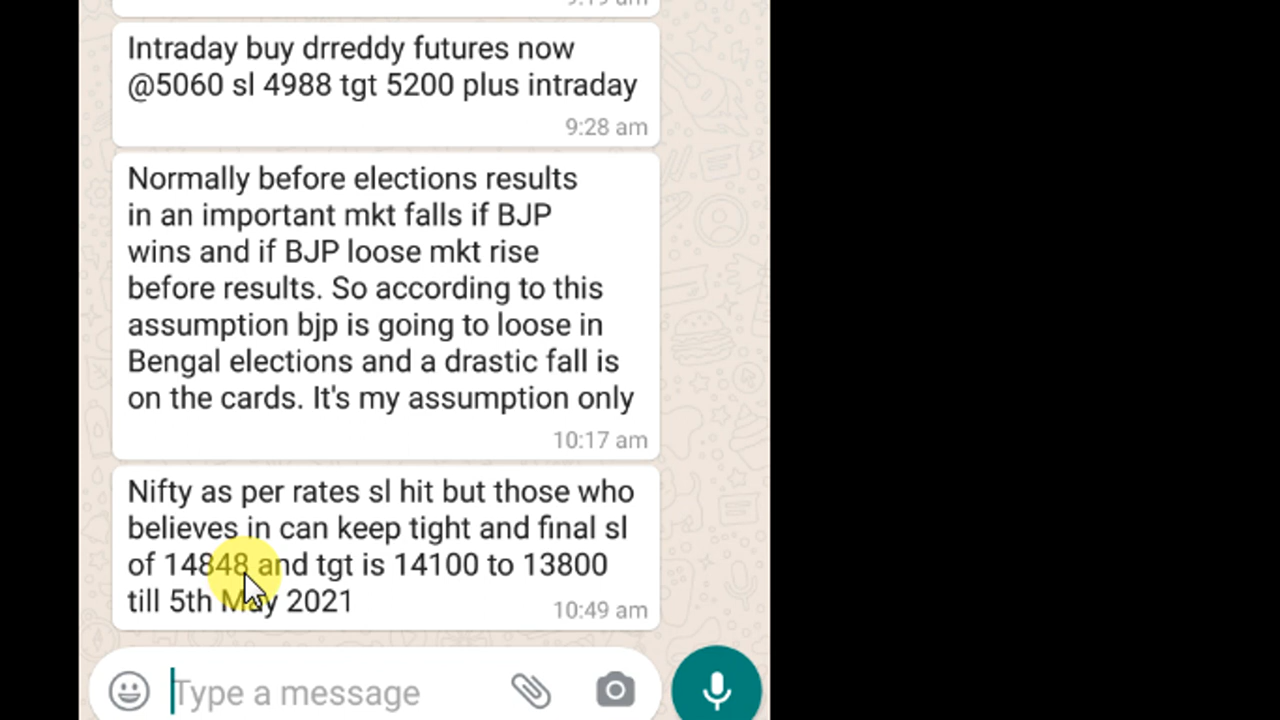 9:19 am
Intraday buy drreddy futures now
@5060 sl 4988 tgt 5200 plus intraday
9:28 am
Normally before elections results
in an important mkt falls if BJP
wins and if BJP loose mkt rise
before results. So according to this
assumption bjp is going to loose in
Bengal elections and a drastic fall is
on the cards. It's my assumption only
10:17 am
Nifty as per rates sl hit but those who
believes in can keep tight and final sl
of 14848 and tgt is 14100 to 13800
till 5th May 2021
10:49 am
Type a message